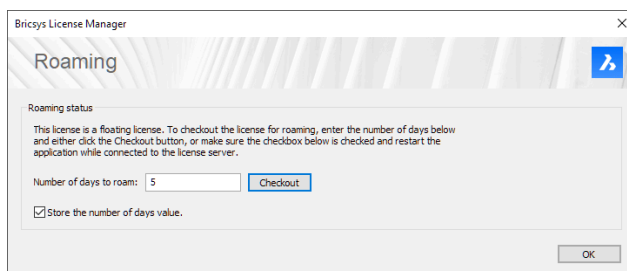 Bricsys License Manager
Roaming
Roaming status
This license is a floating license. To checkout the license for roaming, enter the number of days below
and either click the Checkout button, or make sure the checkbox below is checked and restart the
application while connected to the license server.
Number of days to roam: 5 Checkout
Store the number of days value.
OK